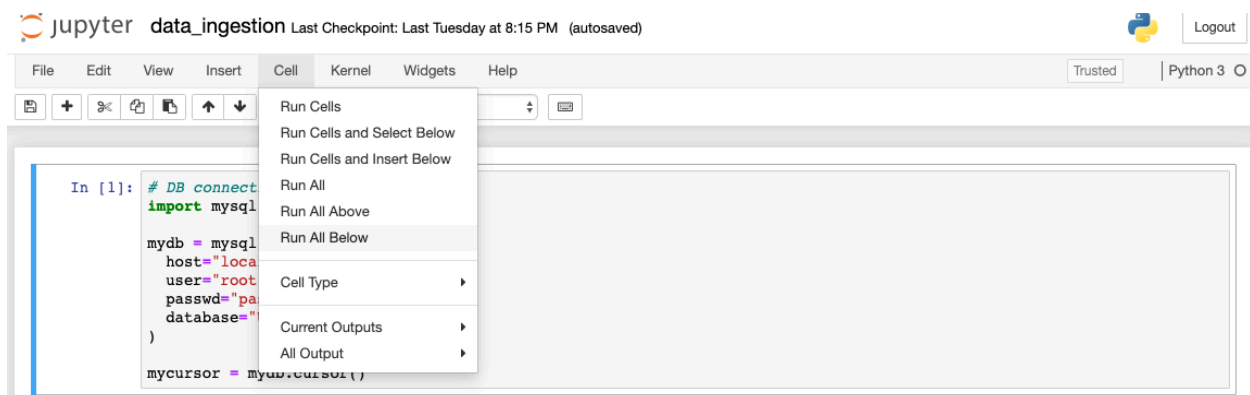 jupyter data_ingestion Last Checkpoint: Last Tuesday at 8:15 PM (autosaved) Logout
File Edit View Insert Cell Kernel Widgets Help Trusted Python 3
Run Cells
Run Cells and Select Below
Run Cells and Insert Below
Run All
Run All Above
Run All Below
Cell Type
Current Outputs
All Output
In [1]: # DB connect
import mysql
mydb = mysql
host="loca
user="root
passwd="pa
database="
)
mycursor = mydb.cursor()